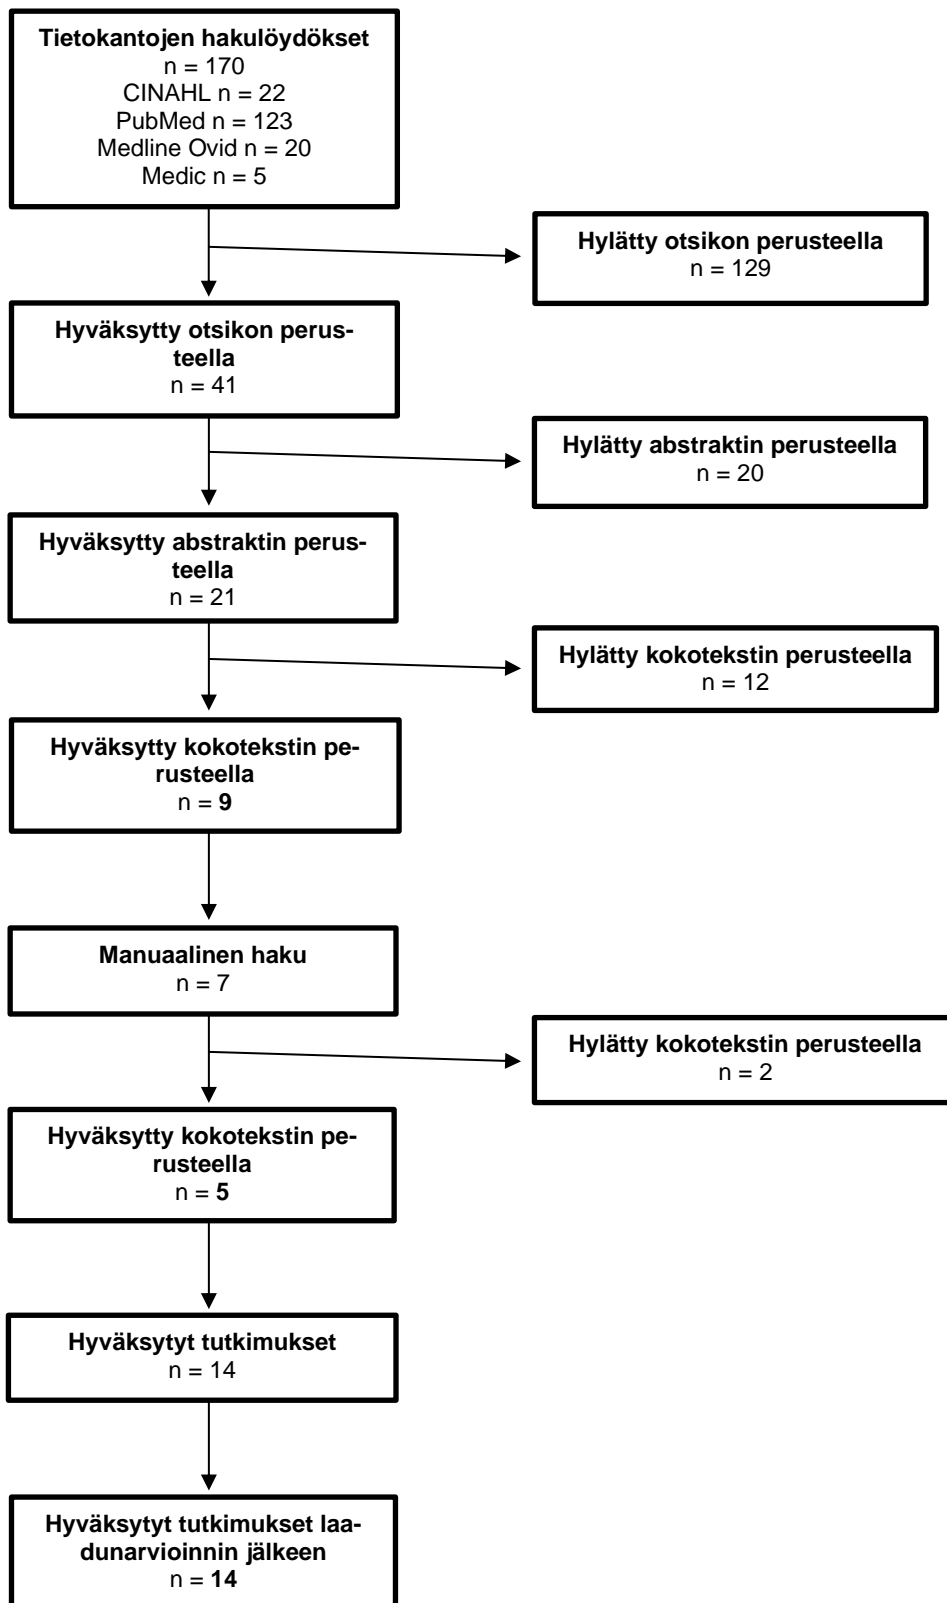 Tietokantojen hakulöydökset
n = 170
CINAHL n = 22
PubMed n = 123
Medline Ovid n = 20
Medic n = 5
Hylätty otsikon perusteella
n = 129
Hyväksytty otsikon perus-
teella
n = 41
Hylätty abstraktin perusteella
n = 20
Hyväksytty abstraktin perus-
teella
n = 21
Hylätty kokotekstin perusteella
n = 12
Hyväksytty kokotekstin pe-
rusteella
n = 9
Manuaalinen haku
n = 7
Hylätty kokotekstin perusteella
n = 2
Hyväksytty kokotekstin pe-
rusteella
n = 5
Hyväksytyt tutkimukset
n = 14
Hyväksytyt tutkimukset laa-
dunarvioinnin jälkeen
n = 14